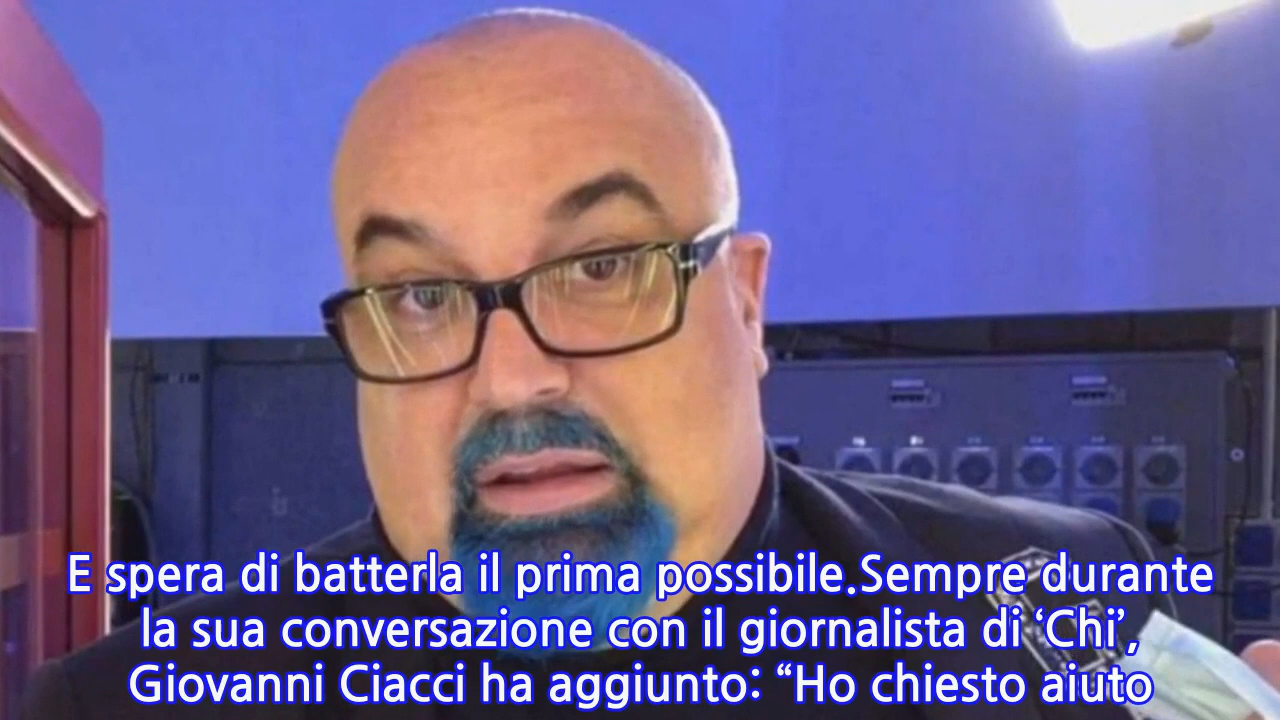 E spera di batterla il prima possibile.Sempre durante
la sua conversazione con il giornalista di ‘Chi’,
Giovanni Ciacci ha aggiunto: “Ho chiesto aiuto